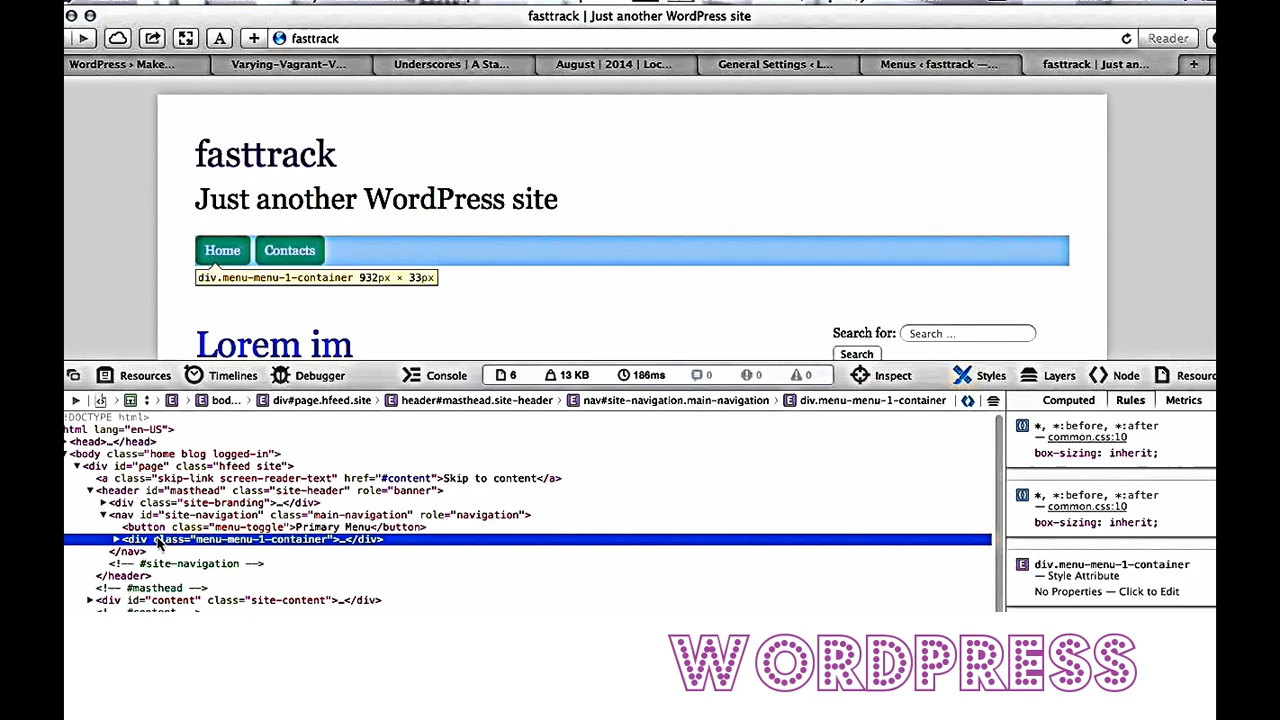 fasttrack | Just another WordPress site
A + fasttrack Reader
WordPress › Make... Varying-Vagrant-V... Underscores | A Sta... August | 2014 | Loc... General Settings ‹ L... Menus ‹ fasttrack —... fasttrack | Just an... +
fasttrack
Just another WordPress site
Home Contacts
div.menu-menu-1-container 932px × 33px
Lorem im
Search for: Search ...
Search
Resources Timelines Debugger Console 6 13 KB 186ms 0 0 0 Inspect Styles Layers Node Resourc
E E bod... E div#page.hfeed.site E header#masthead.site-header E nav#site-navigation.main-navigation E div.menu-menu-1-container Computed Rules Metrics
!DOCTYPE html>
html lang="en-US">
<head>…</head>
<body class="home blog logged-in">
<div id="page" class="hfeed site">
<a class="skip-link screen-reader-text" href="#content">Skip to content</a>
<header id="masthead" class="site-header" role="banner">
<div class="site-branding">…</div>
<nav id="site-navigation" class="main-navigation" role="navigation">
<button class="menu-toggle">Primary Menu</button>
<div class="menu-menu-1-container">…</div>
</nav>
<!-- #site-navigation -->
</header>
<!-- #masthead -->
<div id="content" class="site-content">…</div>
*, *:before, *:after
— common.css:10
box-sizing: inherit;
*, *:before, *:after
— common.css:10
box-sizing: inherit;
E div.menu-menu-1-container
— Style Attribute
No Properties — Click to Edit
WORDPRESS